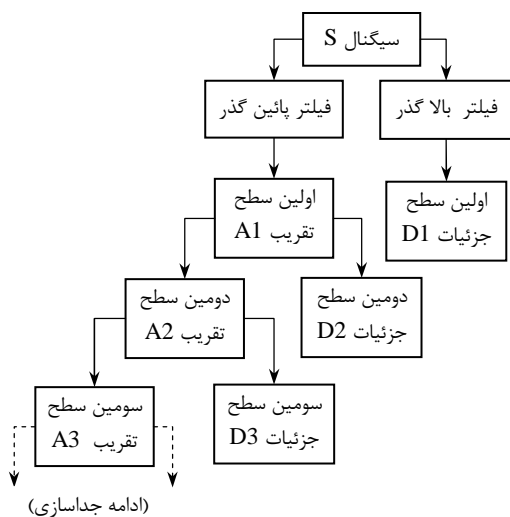 سیگنال S
فیلتر بالا گذر
فیلتر پائین گذر
اولین سطح
جزئیات D1
اولین سطح
تقریب A1
دومین سطح
جزئیات D2
دومین سطح
تقریب A2
سومین سطح
جزئیات D3
سومین سطح
تقریب A3
(ادامه جداسازی)